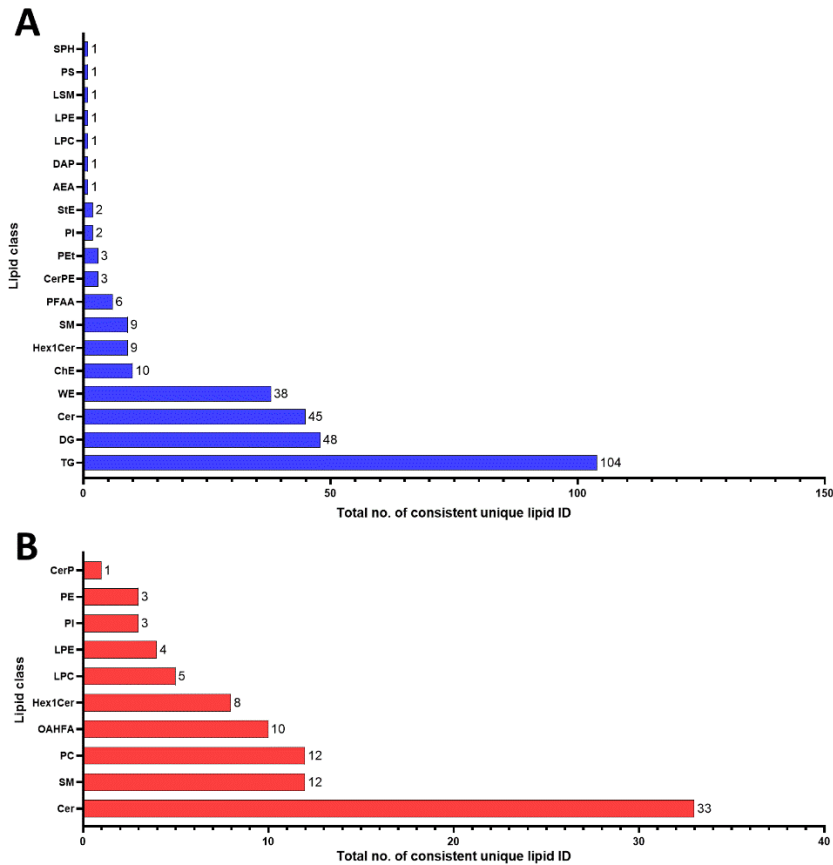 A
SPH 1
PS 1
LSM 1
LPE 1
LPC 1
DAP 1
AEA 1
StE 2
PI 2
PEt 3
CerPE 3
PFAA 6
SM 9
Hex1Cer 9
ChE 10
WE 38
Cer 45
DG 48
TG 104
Lipid class
0 50 100 150
Total no. of consistent unique lipid ID
B
CerP 1
PE 3
PI 3
LPE 4
LPC 5
Hex1Cer 8
OAHFA 10
PC 12
SM 12
Cer 33
Lipid class
0 10 20 30 40
Total no. of consistent unique lipid ID